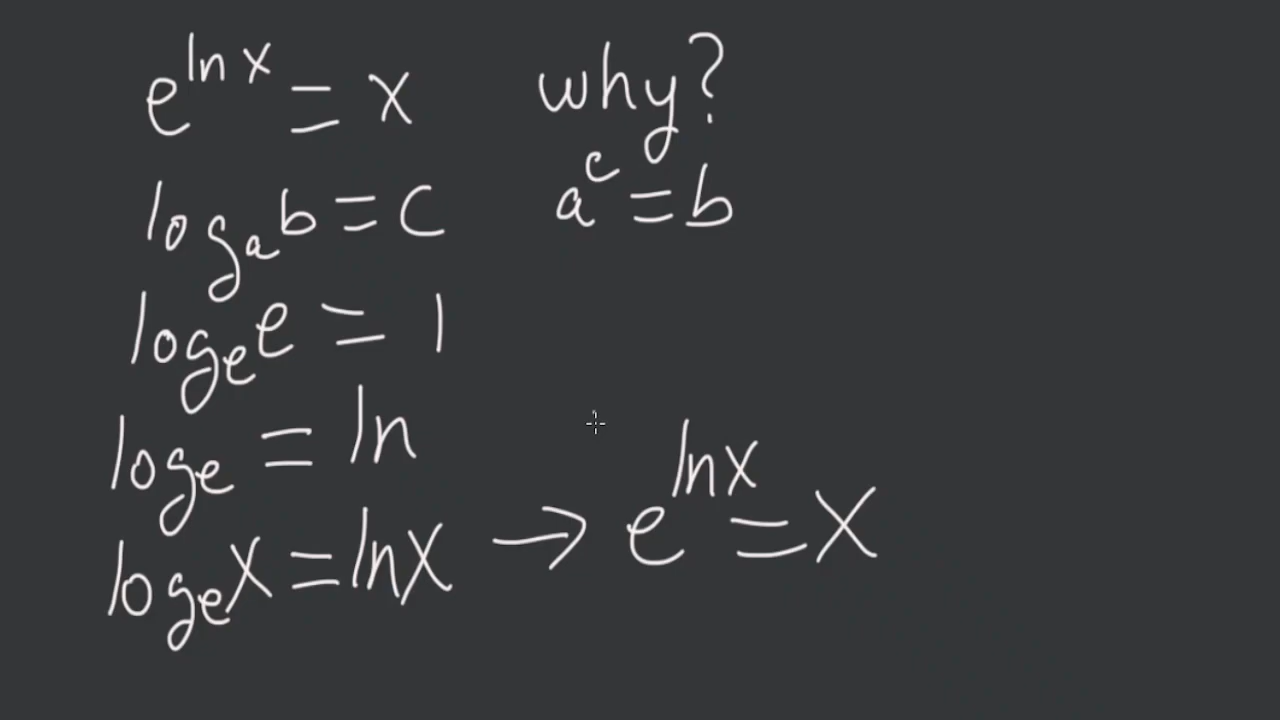 e^{ln x} = x why?
log_a b = c a^c = b
log_e e = 1
log_e = ln
log_e x = ln x → e^{ln x} = x